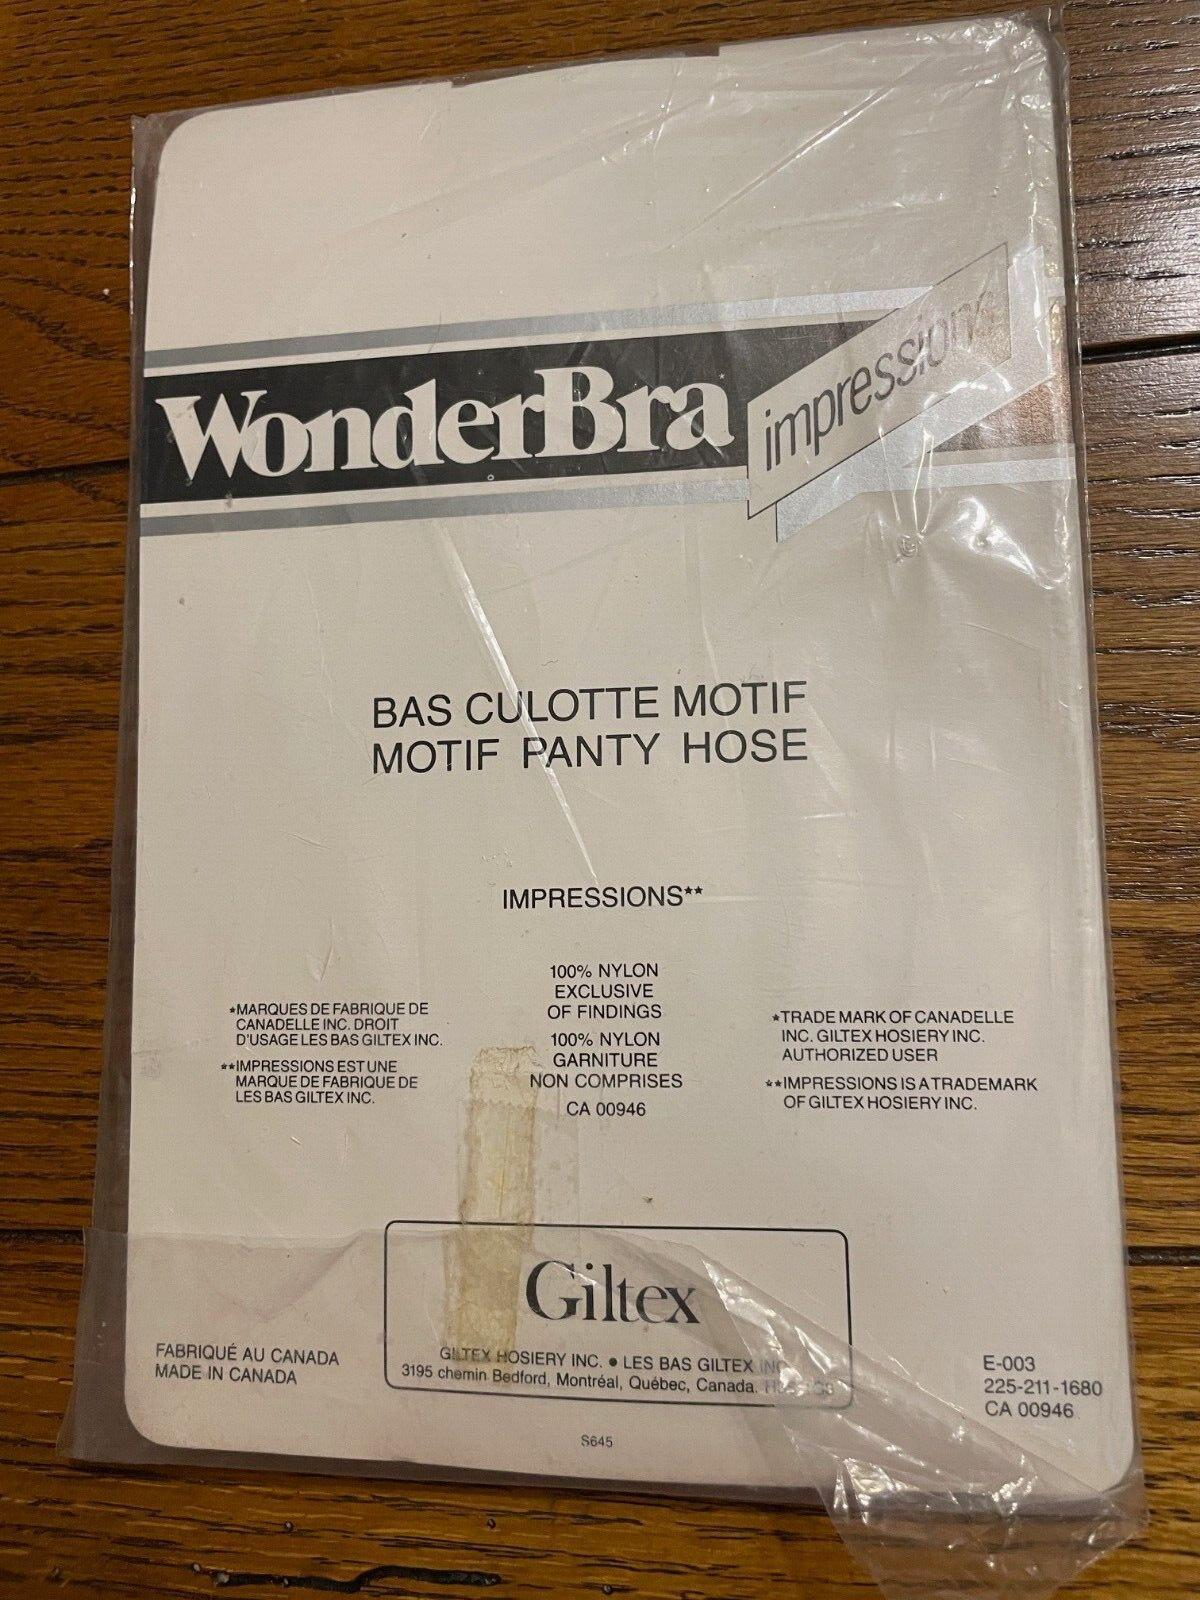 WonderBra*
impressions
BAS CULOTTE MOTIF
MOTIF PANTY HOSE
IMPRESSIONS**
100% NYLON
EXCLUSIVE
OF FINDINGS
100% NYLON
GARNITURE
NON COMPRISES
CA 00946
*MARQUES DE FABRIQUE DE
CANADELLE INC. DROIT
D'USAGE LES BAS GILTEX INC.
**IMPRESSIONS EST UNE
MARQUE DE FABRIQUE DE
LES BAS GILTEX INC.
*TRADE MARK OF CANADELLE
INC. GILTEX HOSIERY INC.
AUTHORIZED USER
**IMPRESSIONS IS A TRADEMARK
OF GILTEX HOSIERY INC.
Giltex
GILTEX HOSIERY INC. ● LES BAS GILTEX INC.
3195 chemin Bedford, Montréal, Québec, Canada.
FABRIQUÉ AU CANADA
MADE IN CANADA
E-003
225-211-1680
CA 00946
S645